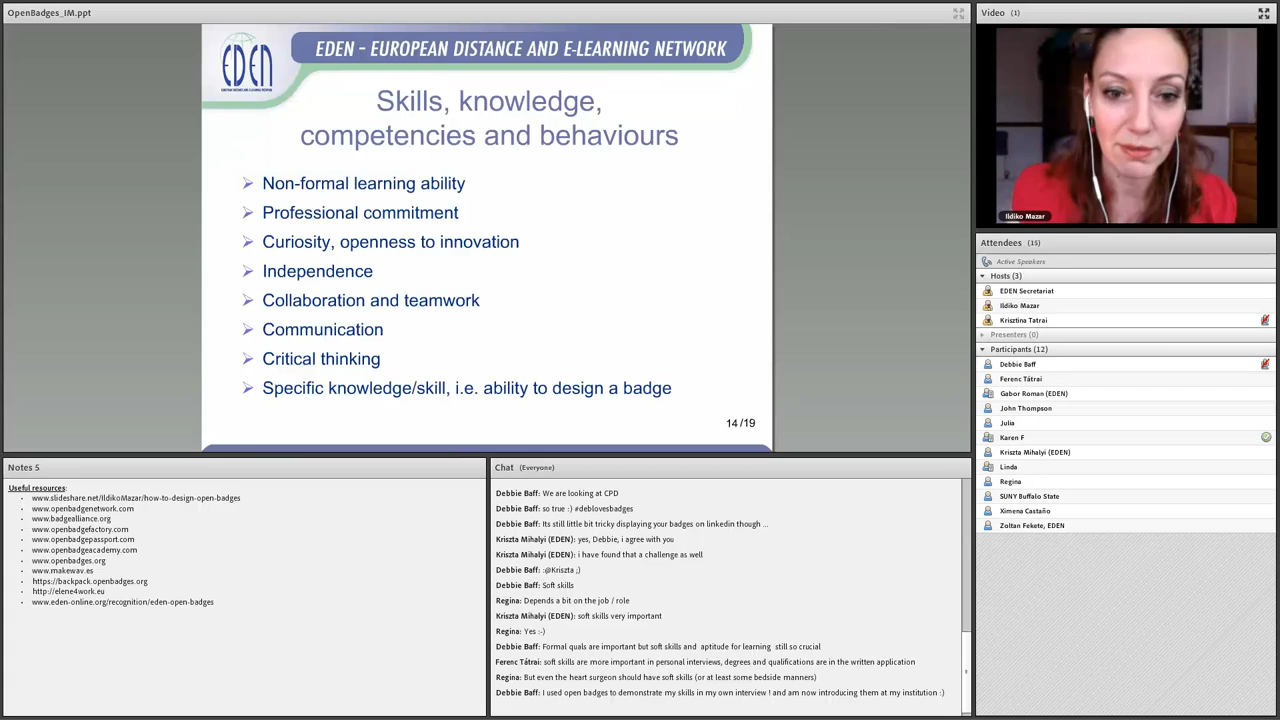 OpenBadges_IM.ppt
EDEN
EDEN – EUROPEAN DISTANCE AND E-LEARNING NETWORK
Skills, knowledge,
competencies and behaviours
Non-formal learning ability
Professional commitment
Curiosity, openness to innovation
Independence
Collaboration and teamwork
Communication
Critical thinking
Specific knowledge/skill, i.e. ability to design a badge
14 /19
Video (1)
Ildiko Mazar
Attendees (15)
Active Speakers
Hosts (3)
EDEN Secretariat
Ildiko Mazar
Krisztina Tatrai
Presenters (0)
Participants (12)
Debbie Baff
Ferenc Tátrai
Gabor Roman (EDEN)
John Thompson
Julia
Karen F
Kriszta Mihalyi (EDEN)
Linda
Regina
SUNY Buffalo State
Ximena Castaño
Zoltan Fekete, EDEN
Notes 5
Useful resources:
www.slideshare.net/IldikoMazar/how-to-design-open-badges
www.openbadgenetwork.com
www.badgealliance.org
www.openbadgefactory.com
www.openbadgepassport.com
www.openbadgeacademy.com
www.openbadges.org
www.makewav.es
https://backpack.openbadges.org
http://elene4work.eu
www.eden-online.org/recognition/eden-open-badges
Chat (Everyone)
Debbie Baff: We are looking at CPD
Debbie Baff: so true :) #deblovesbadges
Debbie Baff: Its still little bit tricky displaying your badges on linkedin though ...
Kriszta Mihalyi (EDEN): yes, Debbie, i agree with you
Kriszta Mihalyi (EDEN): i have found that a challenge as well
Debbie Baff: :@Kriszta ;)
Debbie Baff: Soft skills
Regina: Depends a bit on the job / role
Kriszta Mihalyi (EDEN): soft skills very important
Regina: Yes :-)
Debbie Baff: Formal quals are important but soft skills and aptitude for learning still so crucial
Ferenc Tátrai: soft skills are more important in personal interviews, degrees and qualifications are in the written application
Regina: But even the heart surgeon should have soft skills (or at least some bedside manners)
Debbie Baff: I used open badges to demonstrate my skills in my own interview ! and am now introducing them at my institution :)